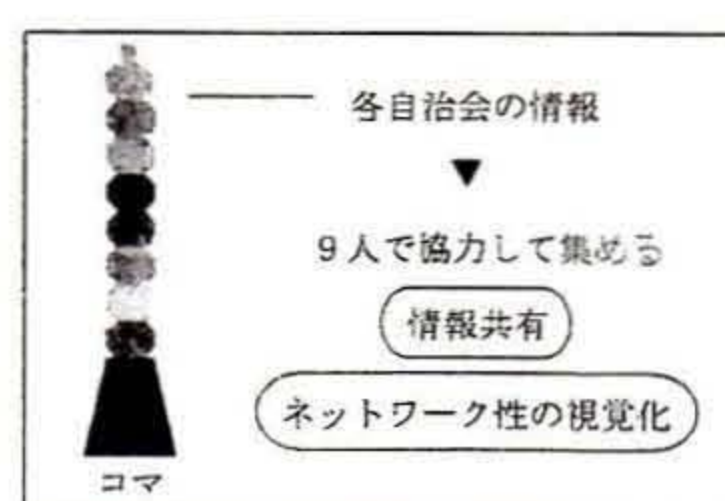 各自治会の情報
▼
9人で協力して集める
情報共有
ネットワーク性の視覚化
コマ